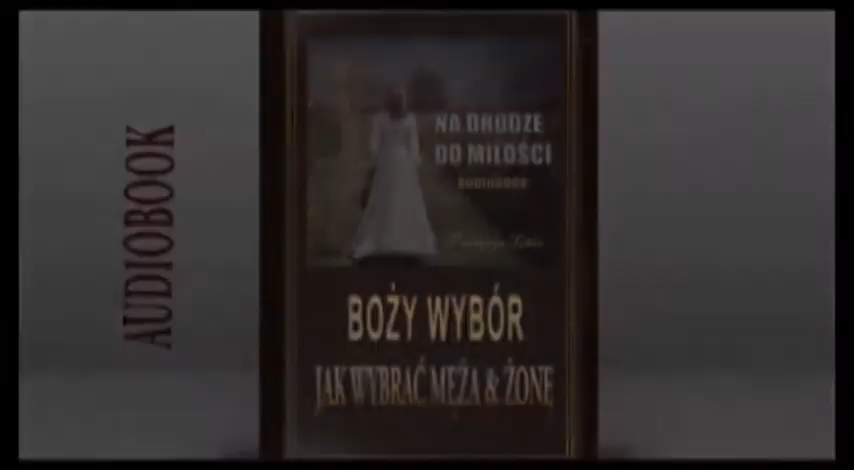 AUDIOBOOK
NA DRODZE
DO MIŁOŚCI
AUDIOBOOK
BOŻY WYBÓR
JAK WYBRAĆ MĘŻA & ŻONĘ